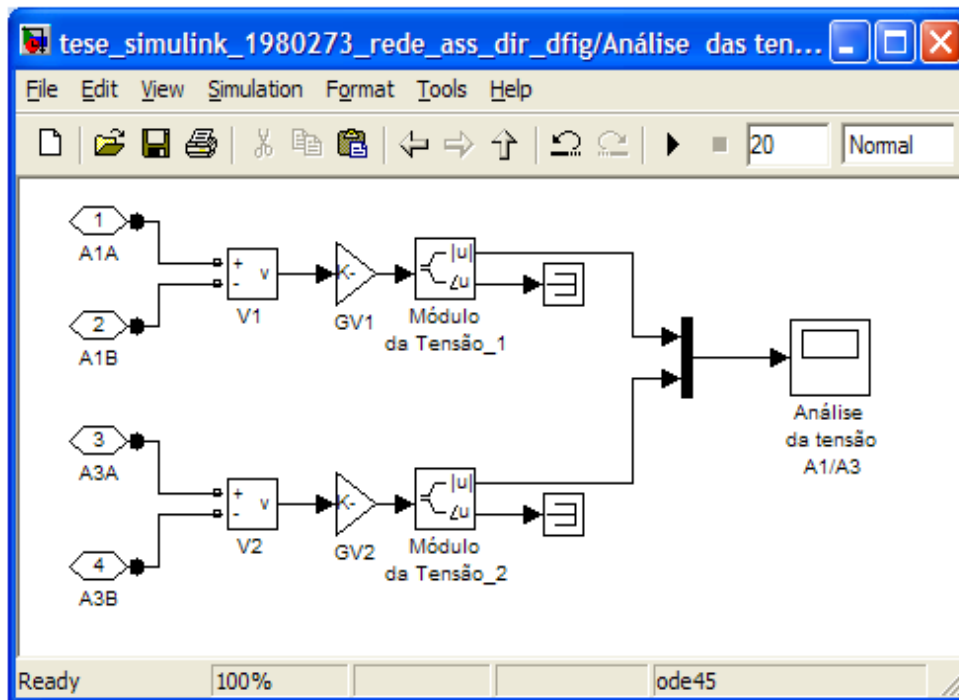 tese_simulink_1980273_rede_ass_dir_dfig/Análise das ten...
File Edit View Simulation Format Tools Help
20 Normal
1
A1A
2
A1B
+
-
v
V1
K-
GV1
|u|
∠u
Módulo
da Tensão_1
3
A3A
4
A3B
+
-
v
V2
K-
GV2
|u|
∠u
Módulo
da Tensão_2
Análise
da tensão
A1/A3
Ready 100% ode45